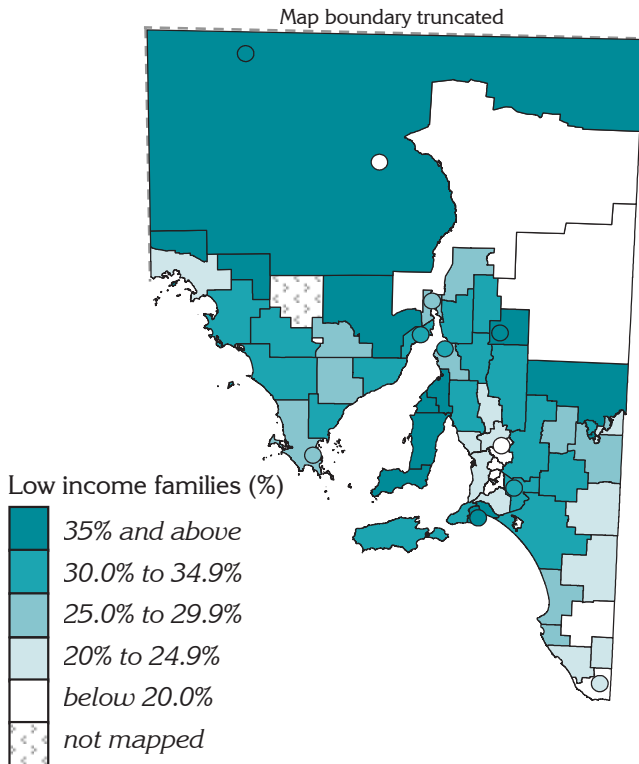 Map boundary truncated
Low income families (%)
35% and above
30.0% to 34.9%
25.0% to 29.9%
20% to 24.9%
below 20.0%
not mapped